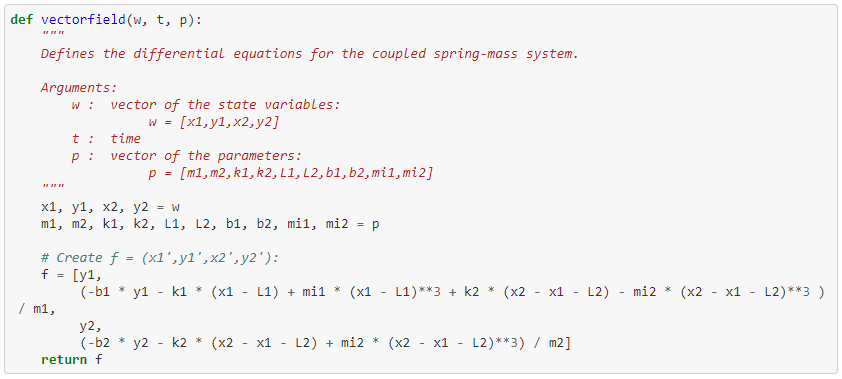 def vectorfield(w, t, p):
    """
    Defines the differential equations for the coupled spring-mass system.

    Arguments:
        w :  vector of the state variables:
                  w = [x1,y1,x2,y2]
        t :  time
        p :  vector of the parameters:
                  p = [m1,m2,k1,k2,L1,L2,b1,b2,mi1,mi2]
    """
    x1, y1, x2, y2 = w
    m1, m2, k1, k2, L1, L2, b1, b2, mi1, mi2 = p

    # Create f = (x1',y1',x2',y2'):
    f = [y1,
         (-b1 * y1 - k1 * (x1 - L1) + mi1 * (x1 - L1)**3 + k2 * (x2 - x1 - L2) - mi2 * (x2 - x1 - L2)**3 )
 / m1,
         y2,
         (-b2 * y2 - k2 * (x2 - x1 - L2) + mi2 * (x2 - x1 - L2)**3) / m2]
    return f